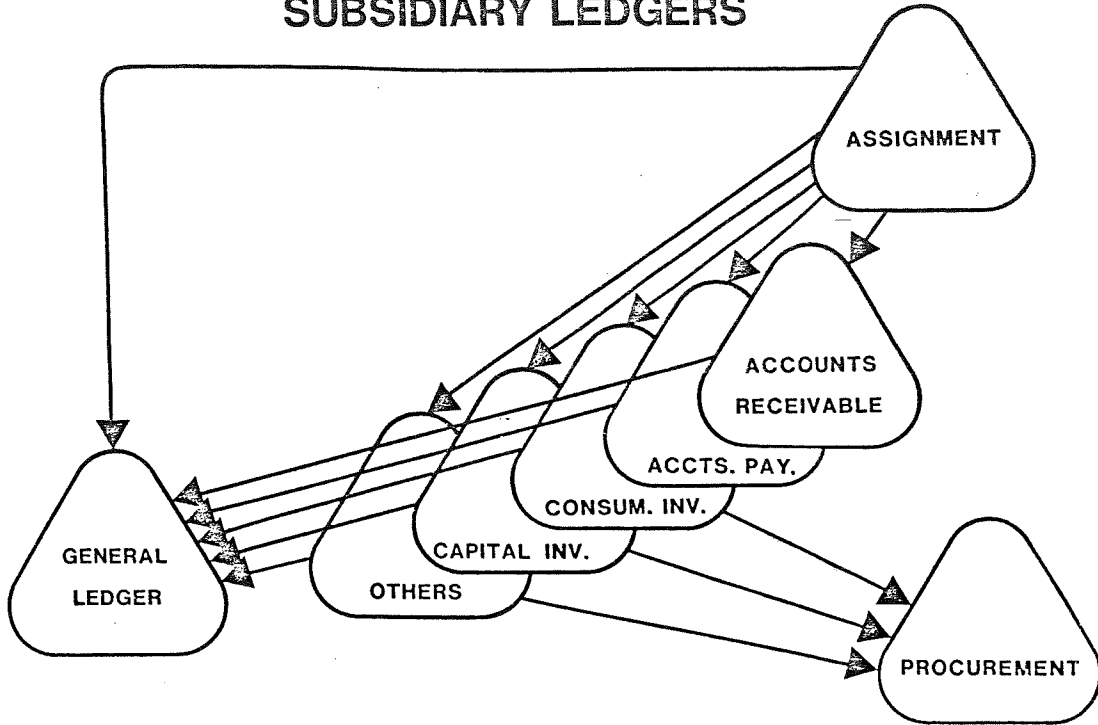 SUBSIDIARY LEDGERS
ASSIGNMENT
ACCOUNTS
RECEIVABLE
ACCTS. PAY.
CONSUM. INV.
CAPITAL INV.
OTHERS
GENERAL
LEDGER
PROCUREMENT